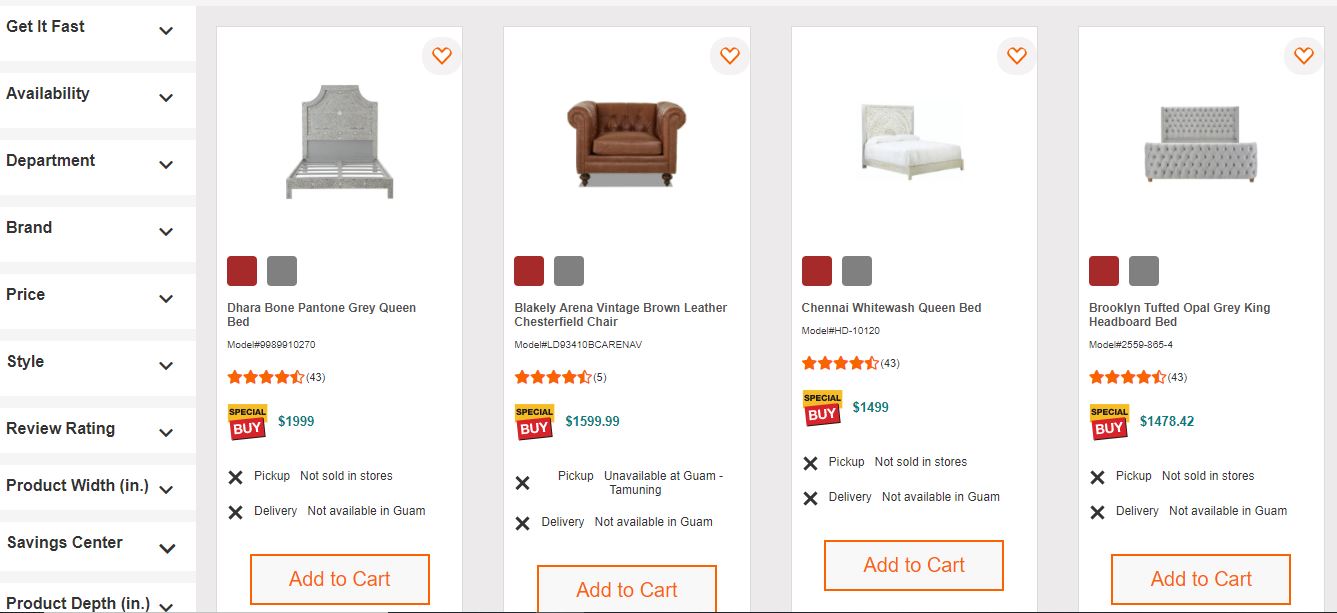 Get It Fast
Availability
Department
Brand
Price
Style
Review Rating
Product Width (in.)
Savings Center
Product Depth (in.)
Dhara Bone Pantone Grey Queen
Bed
Model#9989910270
(43)
SPECIAL
BUY
$1999
Pickup Not sold in stores
Delivery Not available in Guam
Add to Cart
Blakely Arena Vintage Brown Leather
Chesterfield Chair
Model#LD93410BCARENAV
(5)
SPECIAL
BUY
$1599.99
Pickup Unavailable at Guam -
Tamuning
Delivery Not available in Guam
Add to Cart
Chennai Whitewash Queen Bed
Model#HD-10120
(43)
SPECIAL
BUY
$1499
Pickup Not sold in stores
Delivery Not available in Guam
Add to Cart
Brooklyn Tufted Opal Grey King
Headboard Bed
Model#2559-865-4
(43)
SPECIAL
BUY
$1478.42
Pickup Not sold in stores
Delivery Not available in Guam
Add to Cart